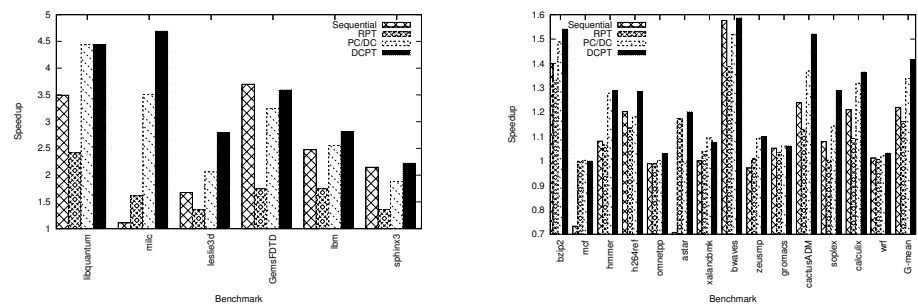 5
4.5
4
3.5
3
2.5
2
1.5
1
Speedup
Sequential
RPT
PC/DC
DCPT
libquantum
milc
leslie3d
GemsFDTD
lbm
sphinx3
Benchmark
1.6
1.5
1.4
1.3
1.2
1.1
1
0.9
0.8
0.7
Speedup
Sequential
RPT
PC/DC
DCPT
bzip2
mcf
hmmer
h264ref
omnetpp
astar
xalancbmk
bwaves
zeusmp
gromacs
cactusADM
soplex
calculix
wrf
G-mean
Benchmark